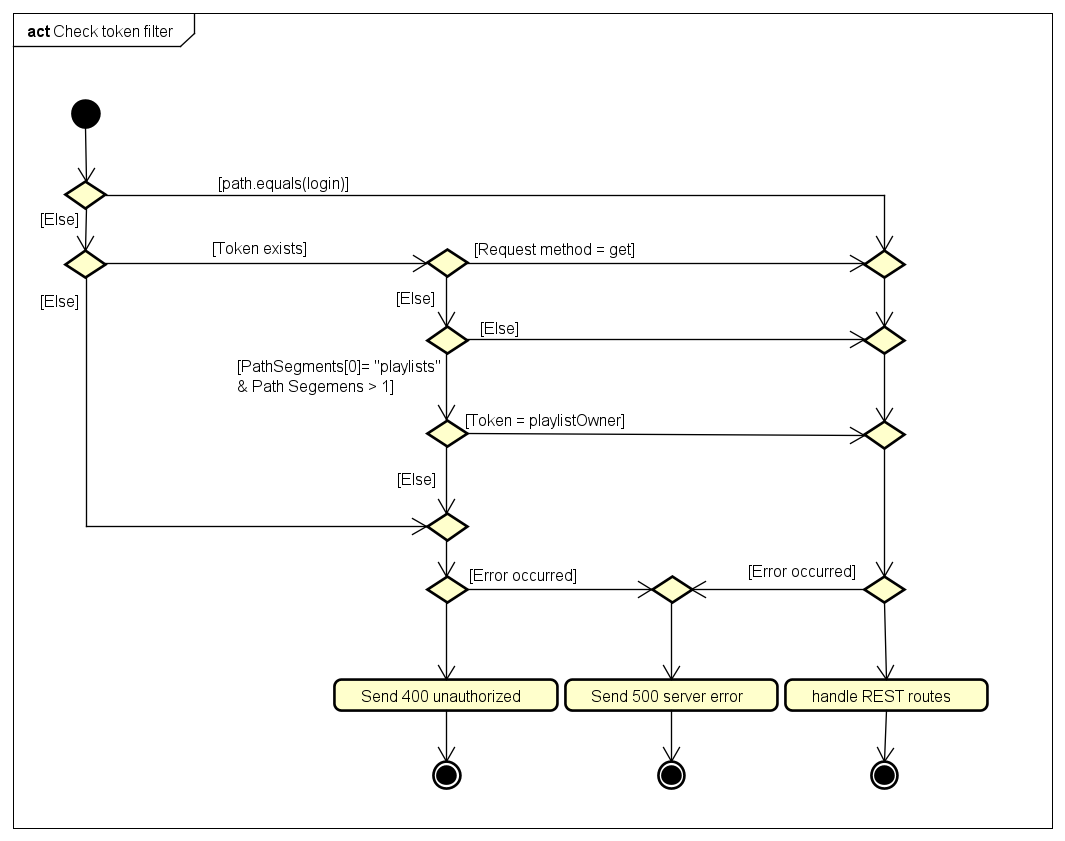 act Check token filter
[path.equals(login)]
[Else]
[Token exists]
[Request method = get]
[Else]
[Else]
[Else]
[PathSegments[0]= "playlists"
& Path Segemens > 1]
[Token = playlistOwner]
[Else]
[Error occurred]
[Error occurred]
Send 400 unauthorized
Send 500 server error
handle REST routes